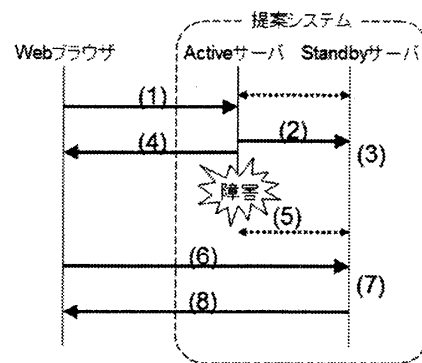 提案システム
Webブラウザ Activeサーバ Standbyサーバ
(1)
(2)
(4)
(3)
障害
(5)
(6)
(7)
(8)